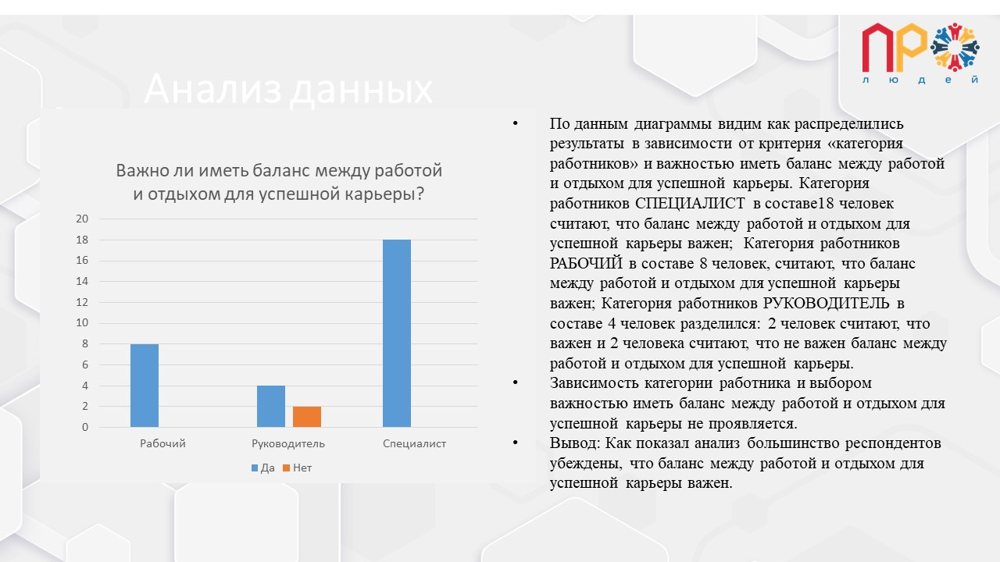 ПРО
людей
Анализ данных
Важно ли иметь баланс между работой
и отдыхом для успешной карьеры?
20
18
16
14
12
10
8
6
4
2
0
Рабочий Руководитель Специалист
Да Нет
• По данным диаграммы видим как распределились
результаты в зависимости от критерия «категория
работников» и важностью иметь баланс между работой
и отдыхом для успешной карьеры. Категория
работников СПЕЦИАЛИСТ в составе18 человек
считают, что баланс между работой и отдыхом для
успешной карьеры важен; Категория работников
РАБОЧИЙ в составе 8 человек, считают, что баланс
между работой и отдыхом для успешной карьеры
важен; Категория работников РУКОВОДИТЕЛЬ в
составе 4 человек разделился: 2 человек считают, что
важен и 2 человека считают, что не важен баланс между
работой и отдыхом для успешной карьеры.
• Зависимость категории работника и выбором
важностью иметь баланс между работой и отдыхом для
успешной карьеры не проявляется.
• Вывод: Как показал анализ большинство респондентов
убеждены, что баланс между работой и отдыхом для
успешной карьеры важен.